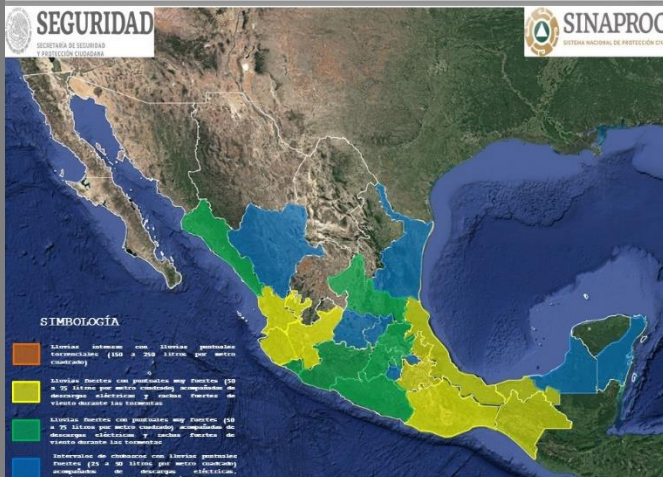 SEGURIDAD
SECRETARÍA DE SEGURIDAD
Y PROTECCIÓN CIUDADANA
SINAPROC
SISTEMA NACIONAL DE PROTECCIÓN CIV
SIMBOLOGÍA
Lluvias intensas con lluvias puntuales
torrenciales (150 a 250 litros por metro
cuadrado)
Lluvias fuertes con puntuales muy fuertes (50
a 75 litros por metro cuadrado) acompañadas de
descargas eléctricas y rachas fuertes de
viento durante las tormentas
Lluvias fuertes con puntuales muy fuertes (50
a 75 litros por metro cuadrado) acompañadas de
descargas eléctricas y rachas fuertes de
viento durante las tormentas
Intervalos de chubascos con lluvias puntuales
fuertes (25 a 50 litros por metro cuadrado)
acompañados de descargas eléctricas,